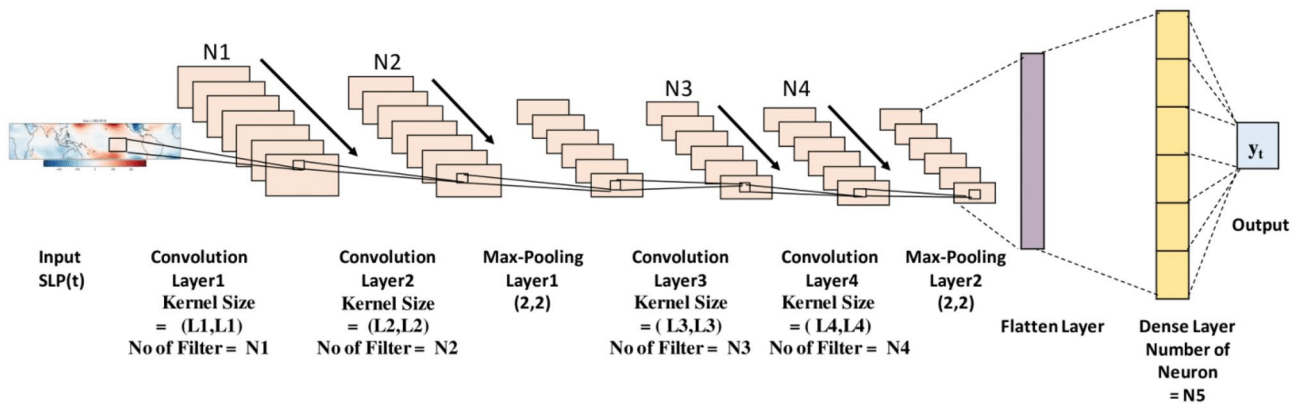 N1
N2
N3
N4
y_t
Input
SLP(t)
Convolution
Layer1
Kernel Size
= (L1,L1)
No of Filter = N1
Convolution
Layer2
Kernel Size
= (L2,L2)
No of Filter = N2
Max-Pooling
Layer1
(2,2)
Convolution
Layer3
Kernel Size
= ( L3,L3)
No of Filter = N3
Convolution
Layer4
Kernel Size
= ( L4,L4)
No of Filter = N4
Max-Pooling
Layer2
(2,2)
Flatten Layer
Dense Layer
Number of
Neuron
= N5
Output